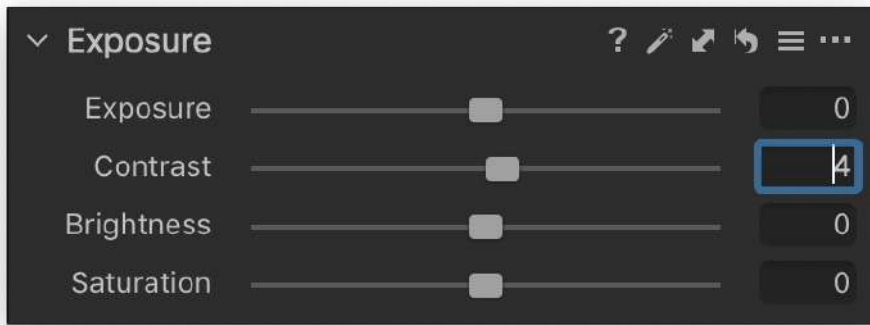 Exposure ?
Exposure 0
Contrast 4
Brightness 0
Saturation 0